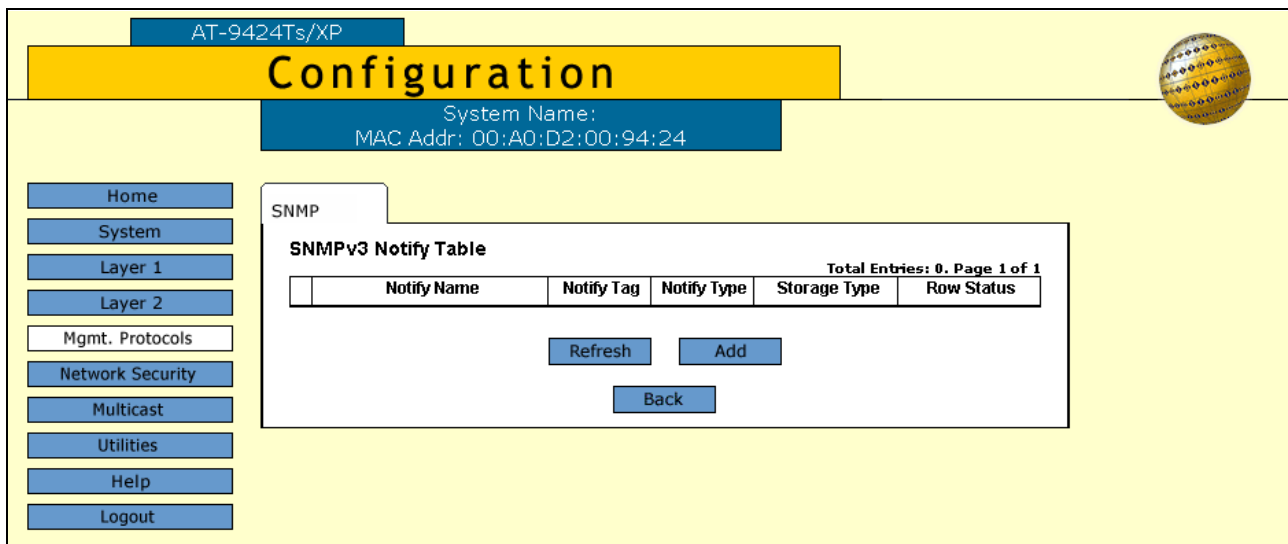 AT-9424Ts/XP
Configuration
System Name:
MAC Addr: 00:A0:D2:00:94:24
Home
System
Layer 1
Layer 2
Mgmt. Protocols
Network Security
Multicast
Utilities
Help
Logout
SNMP
SNMPv3 Notify Table
Total Entries: 0. Page 1 of 1
Notify Name Notify Tag Notify Type Storage Type Row Status
Refresh Add
Back